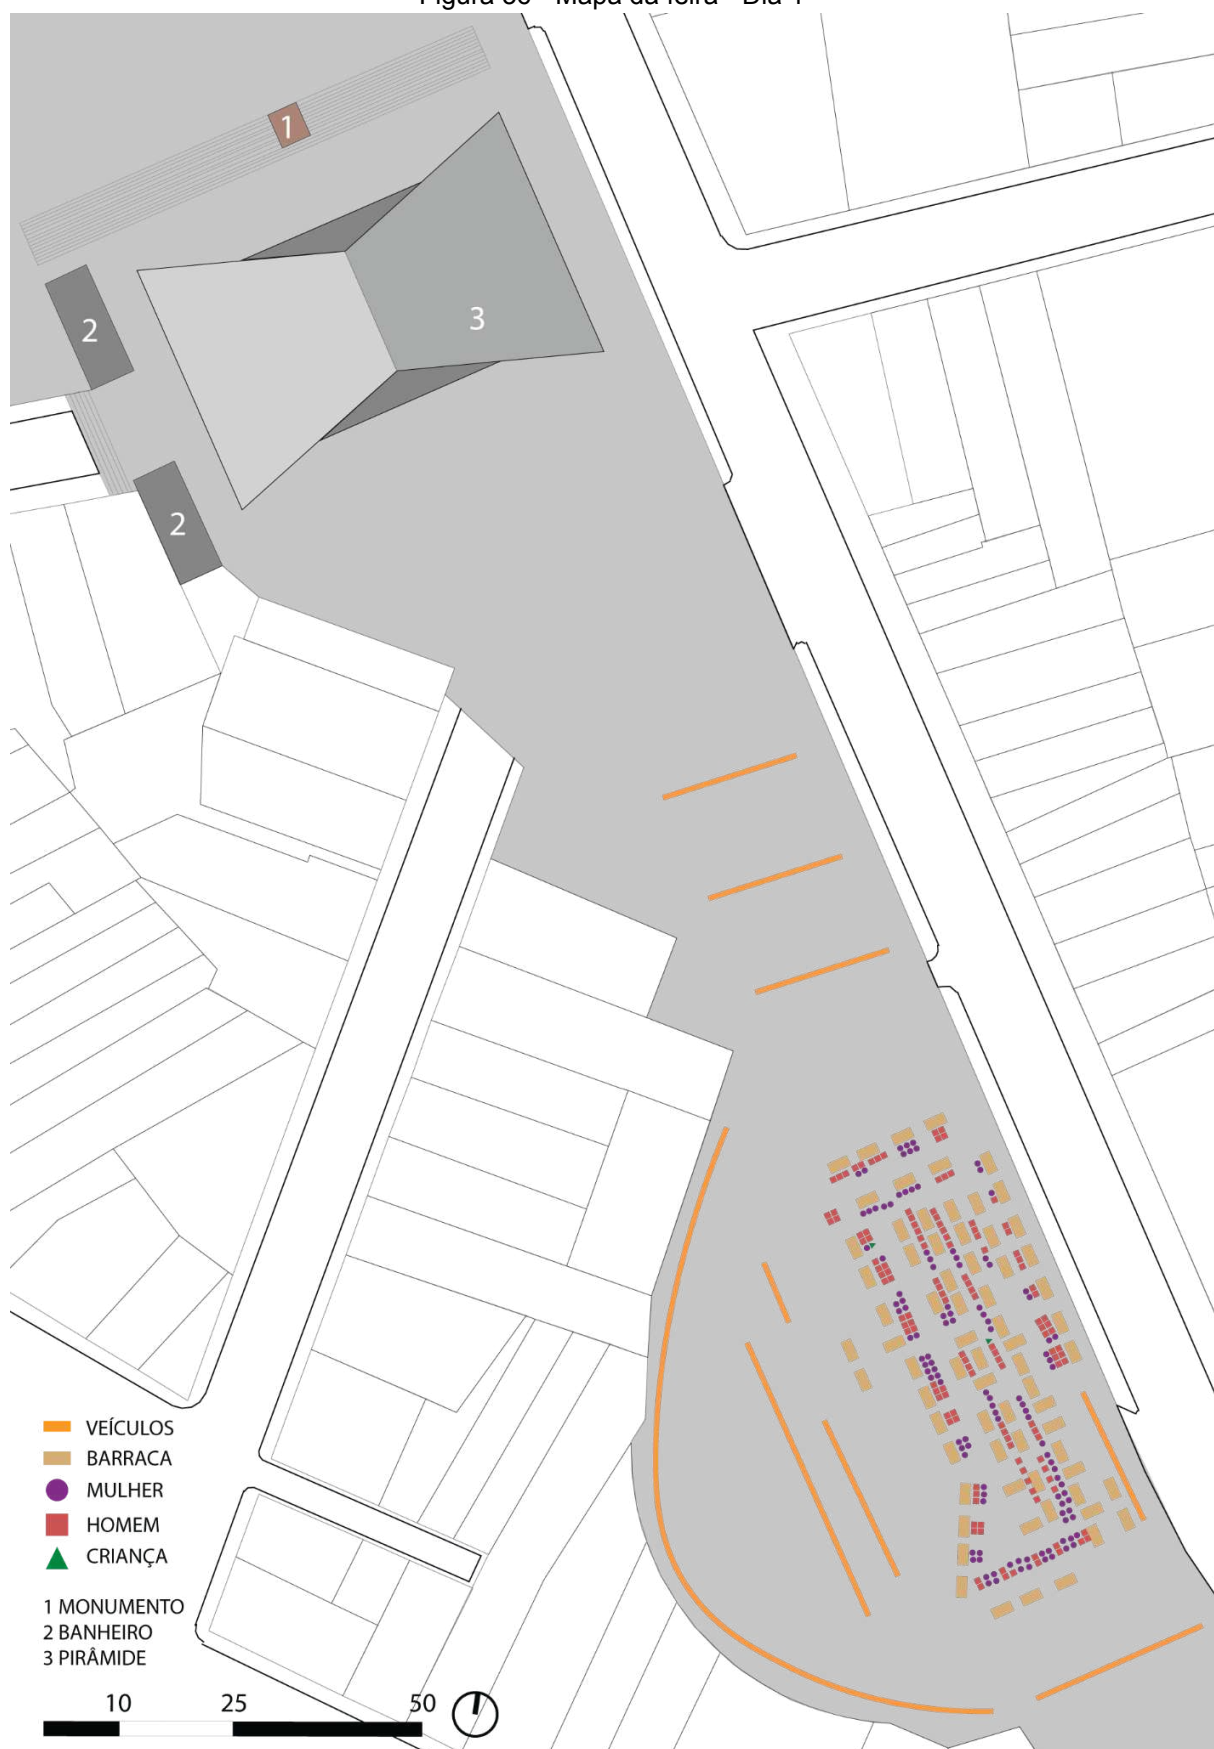 1
2
3
2
VEÍCULOS
BARRACA
MULHER
HOMEM
CRIANÇA
1 MONUMENTO
2 BANHEIRO
3 PIRÂMIDE
10 25 50